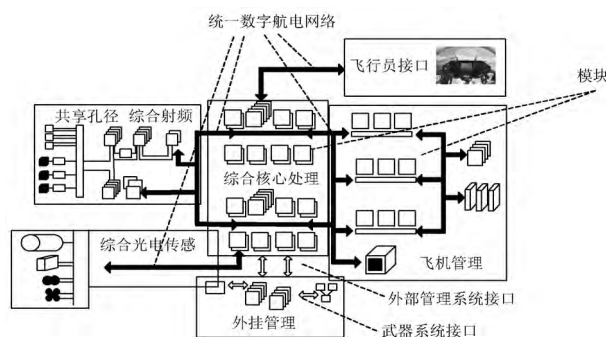 统一数字航电网络
飞行员接口
模块
共享孔径
综合射频
综合核心处理
综合光电传感
飞机管理
外部管理系统接口
外挂管理
武器系统接口